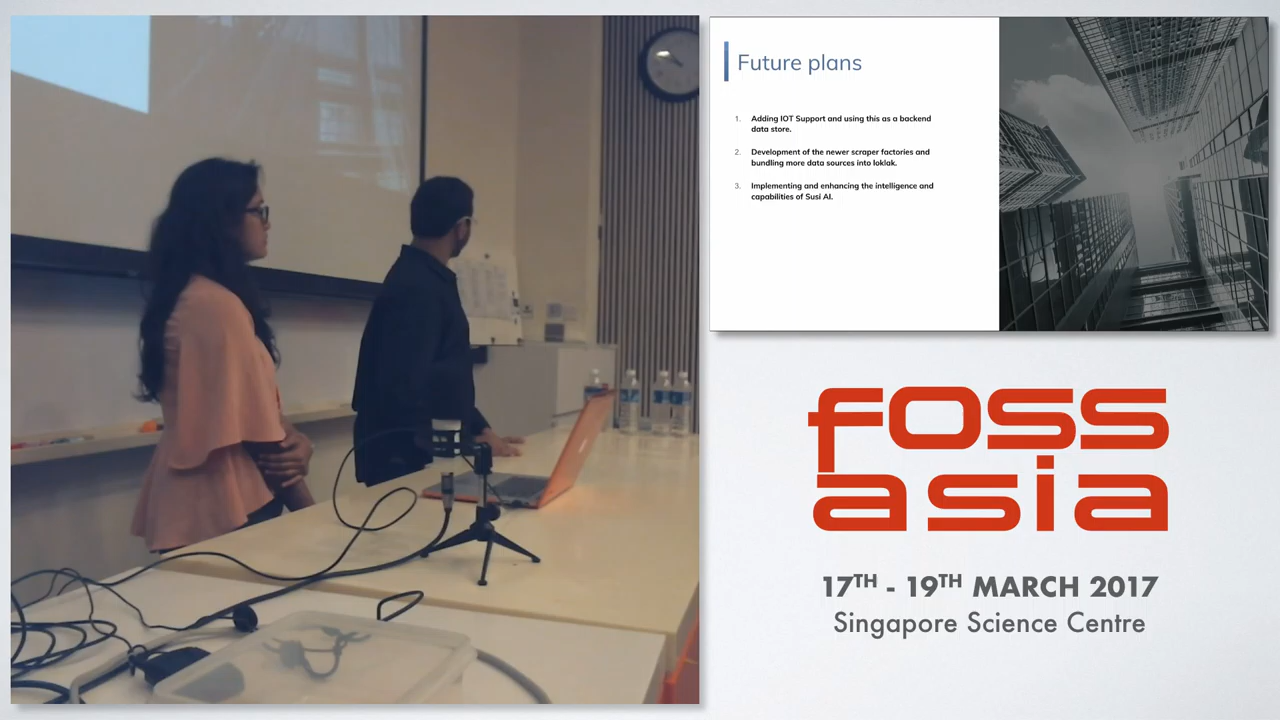 Future plans
1. Adding IOT Support and using this as a backend
data store.
2. Development of the newer scraper factories and
bundling more data sources into loklak.
3. Implementing and enhancing the intelligence and
capabilities of Susi AI.
foss
asia
17TH - 19TH MARCH 2017
Singapore Science Centre